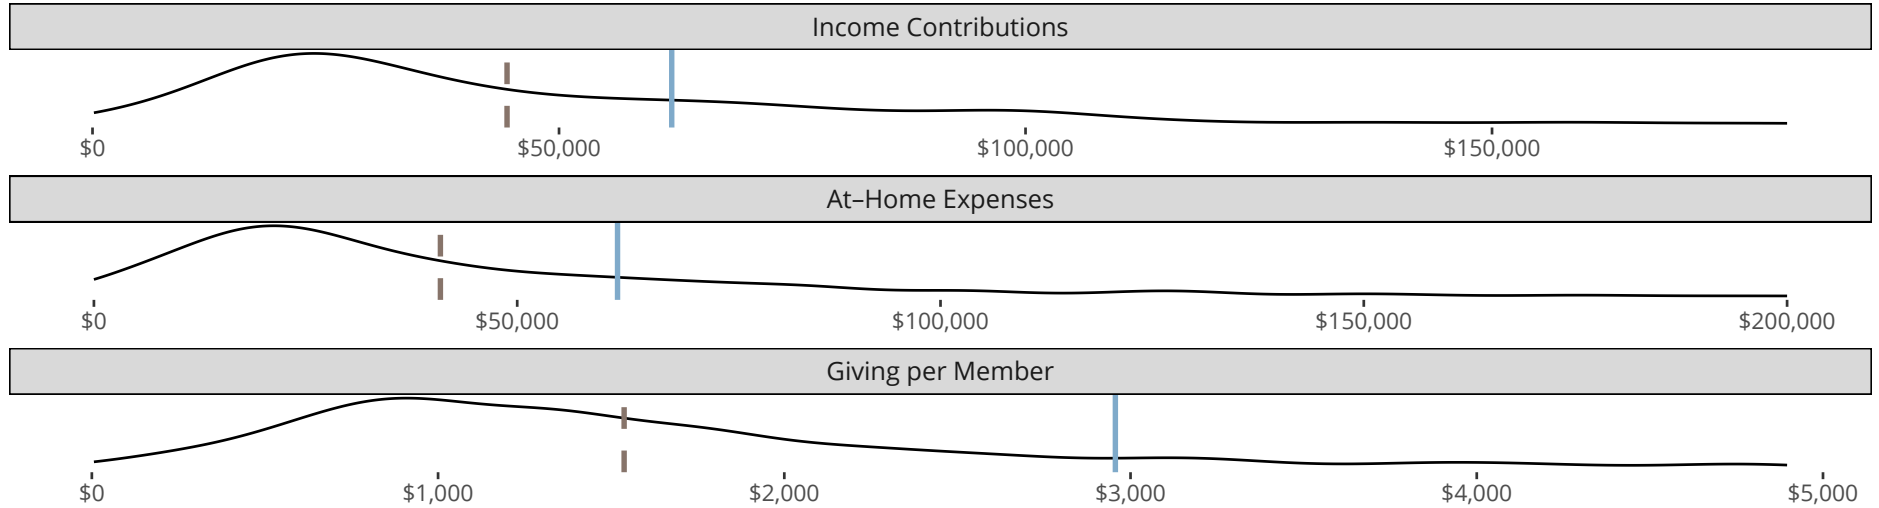 Income Contributions
$0 $50,000 $100,000 $150,000
At–Home Expenses
$0 $50,000 $100,000 $150,000 $200,000
Giving per Member
$0 $1,000 $2,000 $3,000 $4,000 $5,000